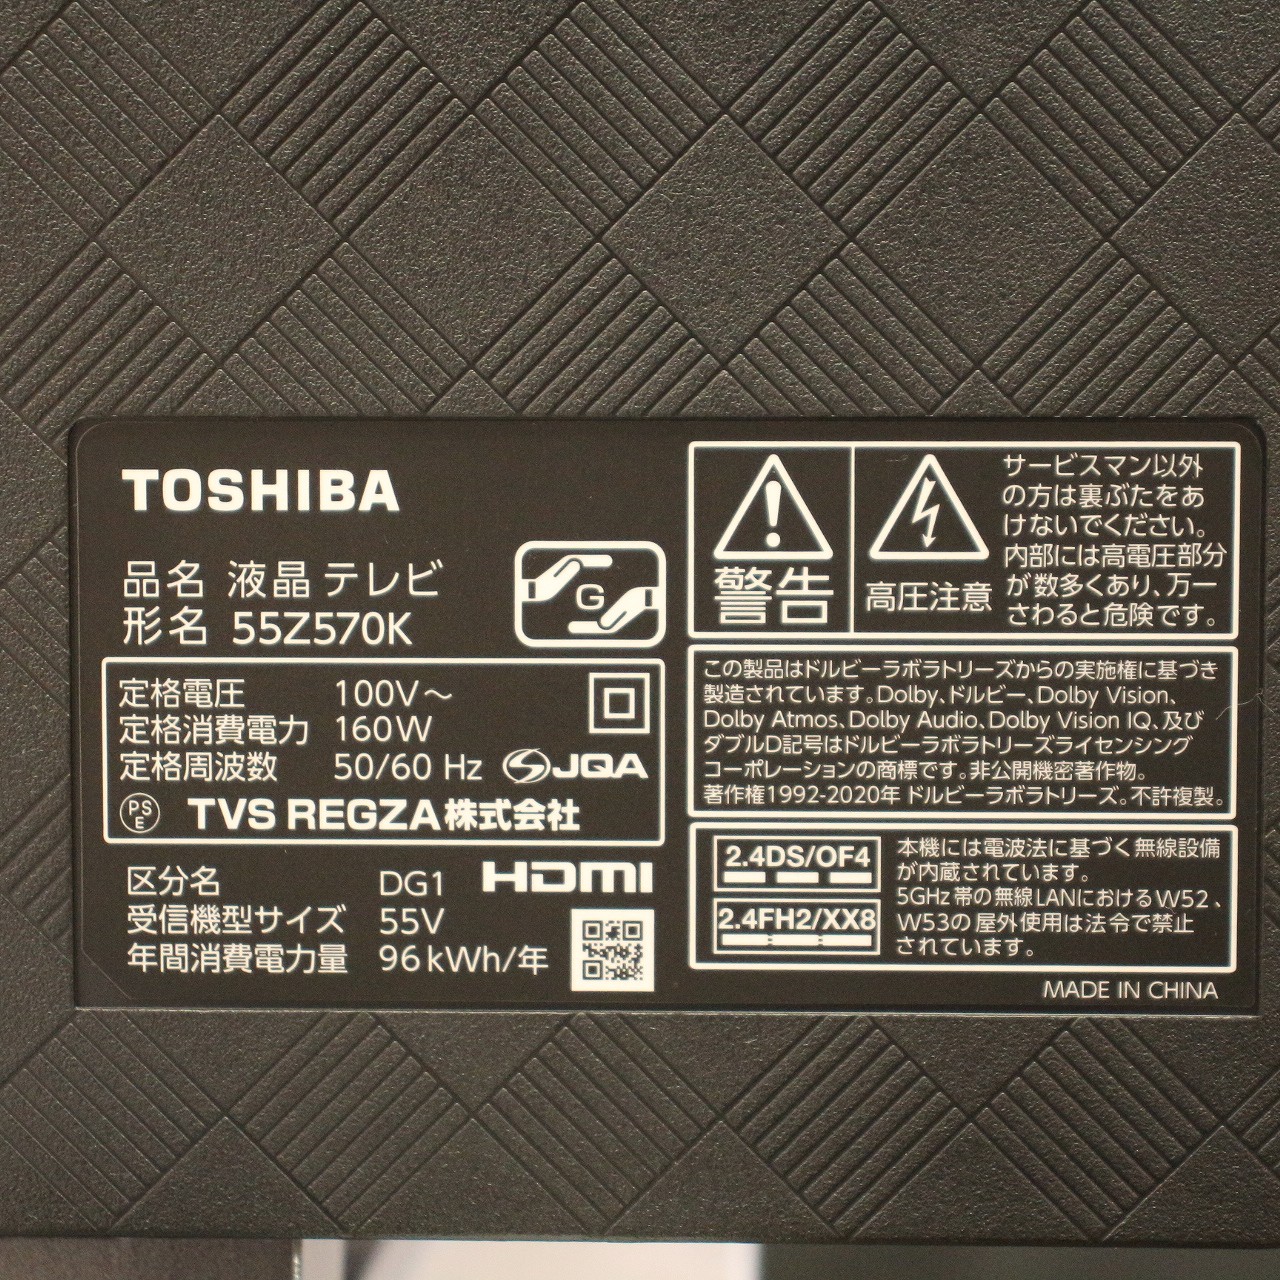 TOSHIBA
品名 液晶テレビ
形名 55Z570K
G
定格電圧 100V～
定格消費電力 160W
定格周波数 50/60 Hz JQA
PS
E
TVS REGZA株式会社
区分名 DG1 HDMI
受信機型サイズ 55V
年間消費電力量 96kWh/年
警告
高圧注意
サービスマン以外
の方は裏ぶたをあ
けないでください。
内部には高電圧部分
が数多くあり、万一
さわると危険です。
この製品はドルビーラボラトリーズからの実施権に基づき
製造されています。Dolby、ドルビー、Dolby Vision、
Dolby Atmos、Dolby Audio、Dolby Vision IQ、及び
ダブルD記号はドルビーラボラトリーズライセンシング
コーポレーションの商標です。非公開機密著作物。
著作権1992-2020年 ドルビーラボラトリーズ。不許複製。
2.4DS/OF4
2.4FH2/XX8
本機には電波法に基づく無線設備
が内蔵されています。
5GHz帯の無線LANにおけるW52、
W53の屋外使用は法令で禁止
されています。
MADE IN CHINA